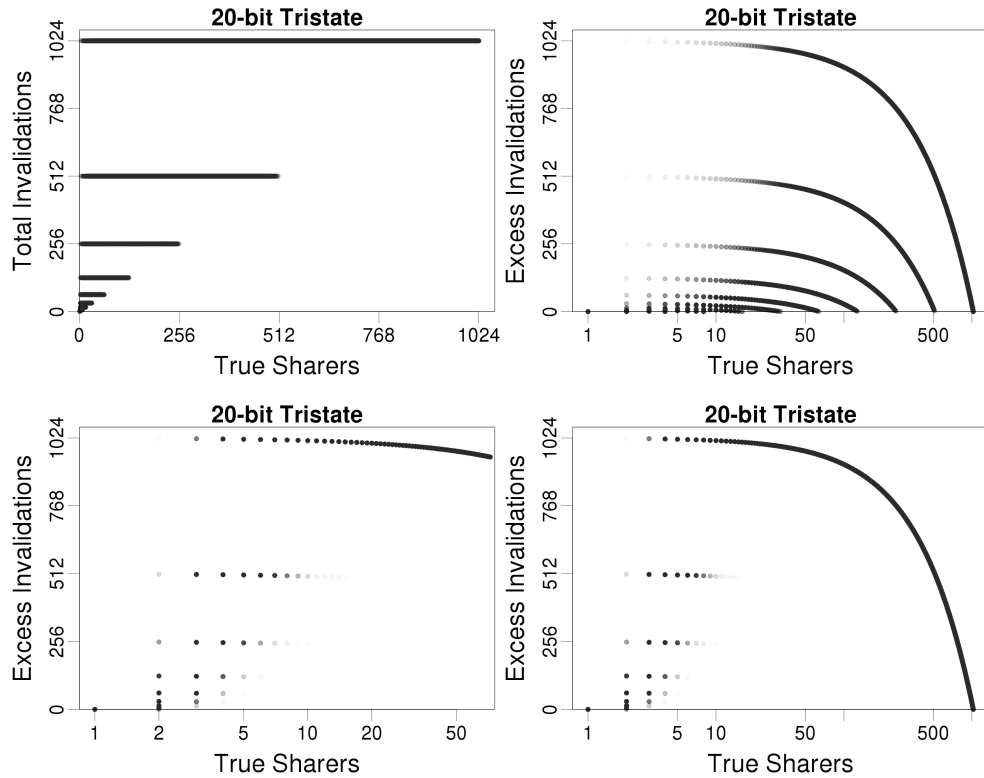 20-bit Tristate
Total Invalidations
1024
768
512
256
0
0 256 512 768 1024
True Sharers
20-bit Tristate
Excess Invalidations
1024
768
512
256
0
1 5 10 50 500
True Sharers
20-bit Tristate
Excess Invalidations
1024
768
512
256
0
1 2 5 10 20 50
True Sharers
20-bit Tristate
Excess Invalidations
1024
768
512
256
0
1 5 10 50 500
True Sharers